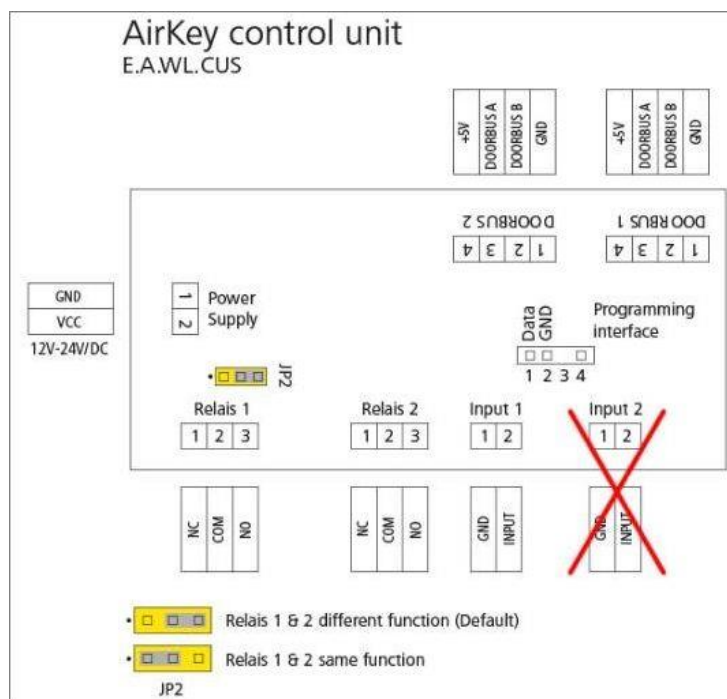 AirKey control unit
E.A.WL.CUS
+5V DOORBUS A DOORBUS B GND
+5V DOORBUS A DOORBUS B GND
DOORBUS 2
DOORBUS 1
4 3 2 1
4 3 2 1
GND
VCC
12V-24V/DC
1
2
Power
Supply
Data
GND
Programming
interface
1 2 3 4
JP2
Relais 1
Relais 2
Input 1
Input 2
1 2 3
1 2 3
1 2
1 2
NC COM NO
NC COM NO
GND INPUT
GND INPUT
Relais 1 & 2 different function (Default)
Relais 1 & 2 same function
JP2